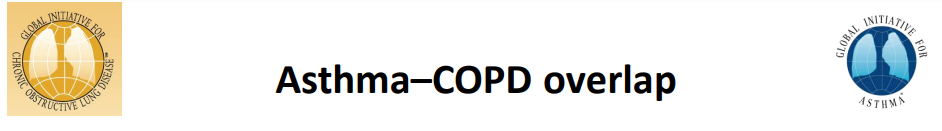 GLOBAL INITIATIVE FOR
CHRONIC OBSTRUCTIVE LUNG DISEASE®
Asthma–COPD overlap
GLOBAL INITIATIVE FOR
ASTHMA®